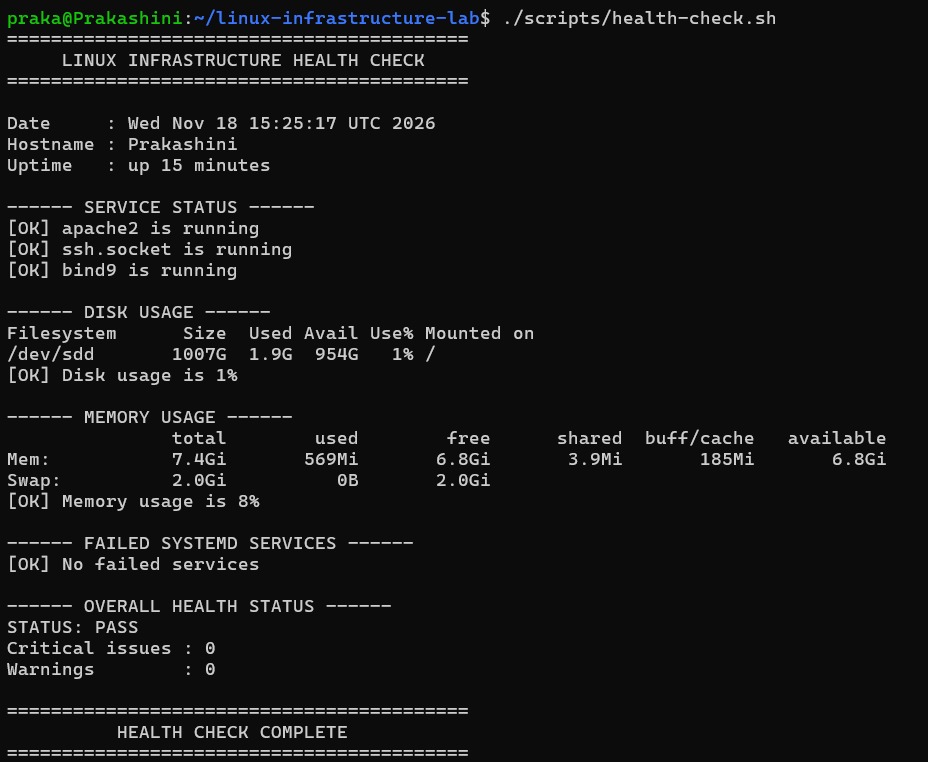 praka@Prakashini:~/linux-infrastructure-lab$ ./scripts/health-check.sh
==========================================
     LINUX INFRASTRUCTURE HEALTH CHECK
==========================================

Date     : Wed Nov 18 15:25:17 UTC 2026
Hostname : Prakashini
Uptime   : up 15 minutes

------ SERVICE STATUS ------
[OK] apache2 is running
[OK] ssh.socket is running
[OK] bind9 is running

------ DISK USAGE ------
Filesystem      Size  Used Avail Use% Mounted on
/dev/sdd       1007G  1.9G  954G   1% /
[OK] Disk usage is 1%

------ MEMORY USAGE ------
               total        used        free      shared  buff/cache   available
Mem:           7.4Gi       569Mi       6.8Gi       3.9Mi       185Mi       6.8Gi
Swap:          2.0Gi          0B       2.0Gi
[OK] Memory usage is 8%

------ FAILED SYSTEMD SERVICES ------
[OK] No failed services

------ OVERALL HEALTH STATUS ------
STATUS: PASS
Critical issues : 0
Warnings        : 0

==========================================
          HEALTH CHECK COMPLETE
==========================================